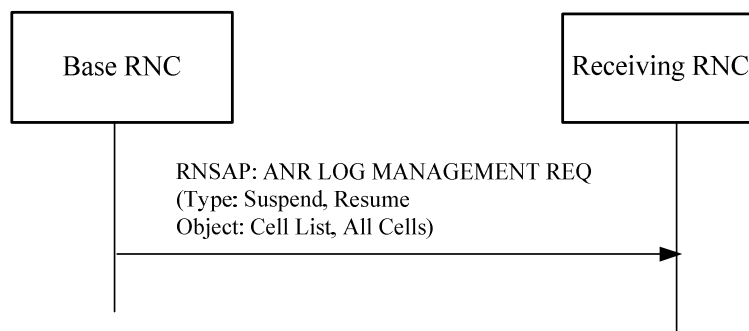 Base RNC
Receiving RNC
RNSAP: ANR LOG MANAGEMENT REQ
(Type: Suspend, Resume
Object: Cell List, All Cells)